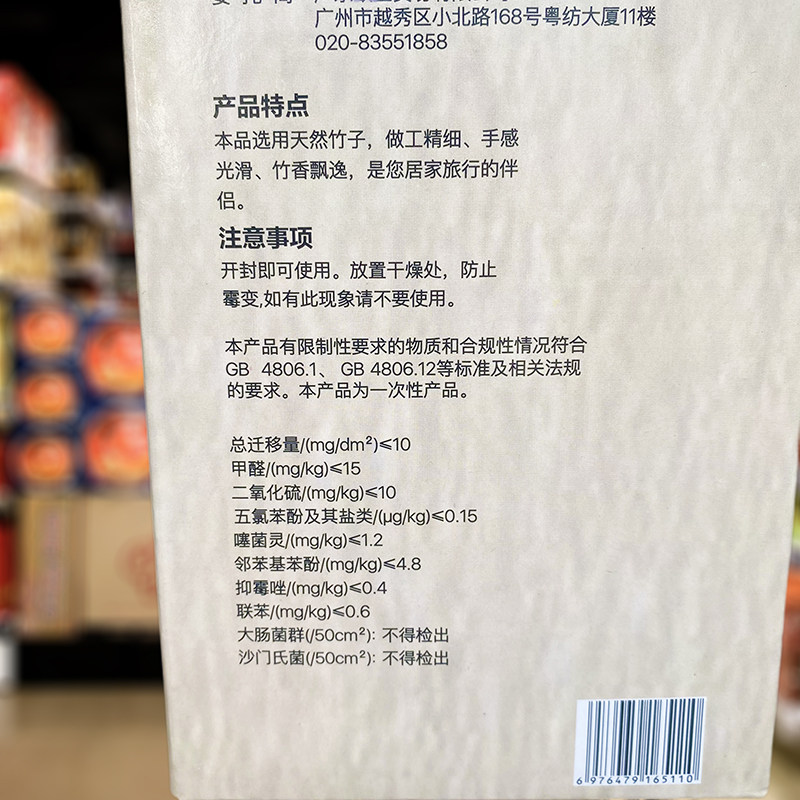 广州市越秀区小北路168号粤纺大厦11楼
020-83551858
产品特点
本品选用天然竹子，做工精细、手感
光滑、竹香飘逸，是您居家旅行的伴
侣。
注意事项
开封即可使用。放置干燥处，防止
霉变,如有此现象请不要使用。
本产品有限制性要求的物质和合规性情况符合
GB 4806.1、 GB 4806.12等标准及相关法规
的要求。本产品为一次性产品。
总迁移量/(mg/dm²)≤10
甲醛/(mg/kg)≤15
二氧化硫/(mg/kg)≤10
五氯苯酚及其盐类/(μg/kg)≤0.15
噻菌灵/(mg/kg)≤1.2
邻苯基苯酚/(mg/kg)≤4.8
抑霉唑/(mg/kg)≤0.4
联苯/(mg/kg)≤0.6
大肠菌群(/50cm²): 不得检出
沙门氏菌(/50cm²): 不得检出
6 976479 165110